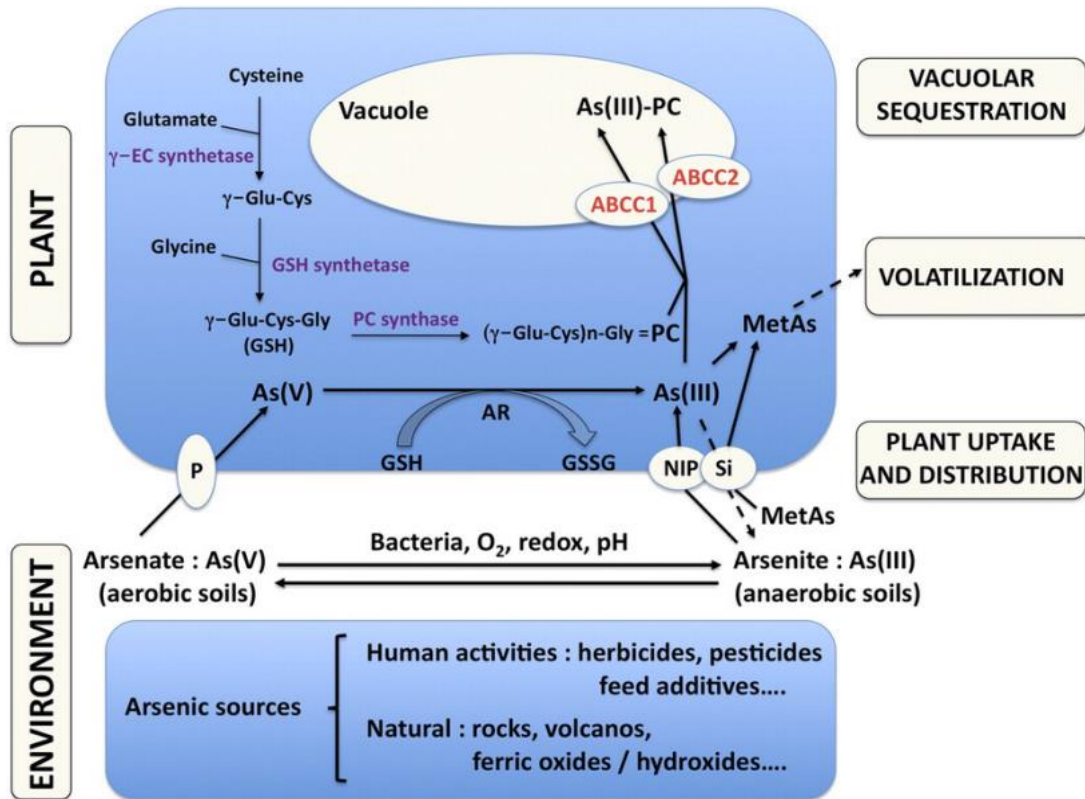 PLANT
Cysteine
Glutamate
γ−EC synthetase
γ−Glu-Cys
Glycine
GSH synthetase
γ−Glu-Cys-Gly
(GSH)
PC synthase
(γ−Glu-Cys)n-Gly =PC
Vacuole
As(III)-PC
ABCC1
ABCC2
As(V)
AR
As(III)
MetAs
GSH
GSSG
P
NIP
Si
VACUOLAR
SEQUESTRATION
VOLATILIZATION
PLANT UPTAKE
AND DISTRIBUTION
ENVIRONMENT
MetAs
Arsenate : As(V)
(aerobic soils)
Bacteria, O₂, redox, pH
Arsenite : As(III)
(anaerobic soils)
Arsenic sources
Human activities : herbicides, pesticides
feed additives....
Natural : rocks, volcanos,
ferric oxides / hydroxides....